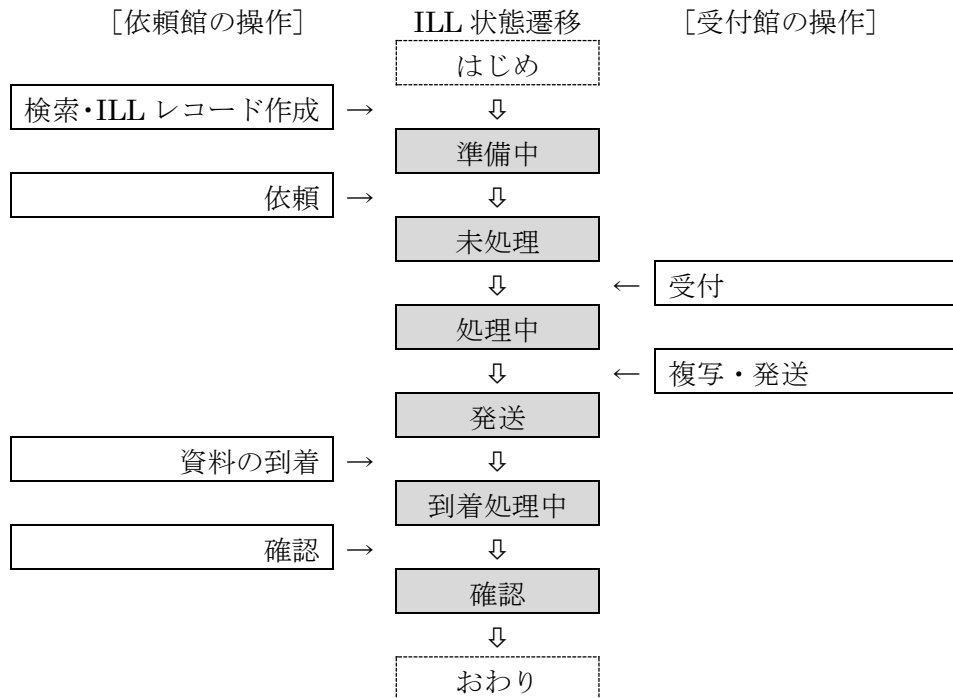 ［依頼館の操作］ ILL 状態遷移 ［受付館の操作］
はじめ
検索・ILL レコード作成 → ⇩
準備中
依頼 → ⇩
未処理
⇩ ← 受付
処理中
⇩ ← 複写・発送
発送
資料の到着 → ⇩
到着処理中
確認 → ⇩
確認
⇩
おわり